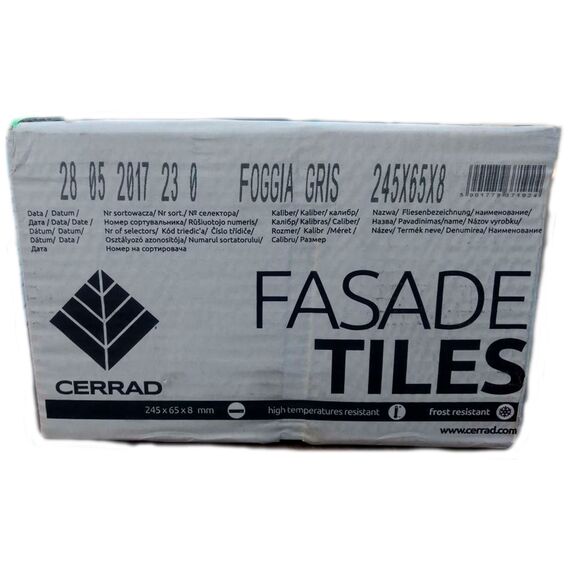 28 05 2017 23 0 FOGGIA GRIS 245X65X8
Data / Datum / Nr sortowacza/ Nr sort./ № селектора/ Kaliber/ Kaliber/ калибр/ Nazwa/ Fliesenbezeichnung /наименование/
Дата / Data/ Date / Номер сортувальника/ Rūšiuotojo numeris/ Калібр/ Kalibras/ Caliber/ Назва/ Pavadinimas/name/ Názov výrobku/
Dátum/ Datum / Nr of selectors/ Kód triedič'a/ Číslo třídiče/ Rozmer/ Kalibr /Méret / Název/ Termék neve/ Denumirea/ Наименование
Dátum/ Data / Osztályozó azonosítója/ Numarul sortatorului/ Calibru/ Размер
Дата Номер на сортировача
FASADE
TILES
CERRAD
245 x 65 x 8 mm high temperatures resistant frost resistant
www.cerrad.com